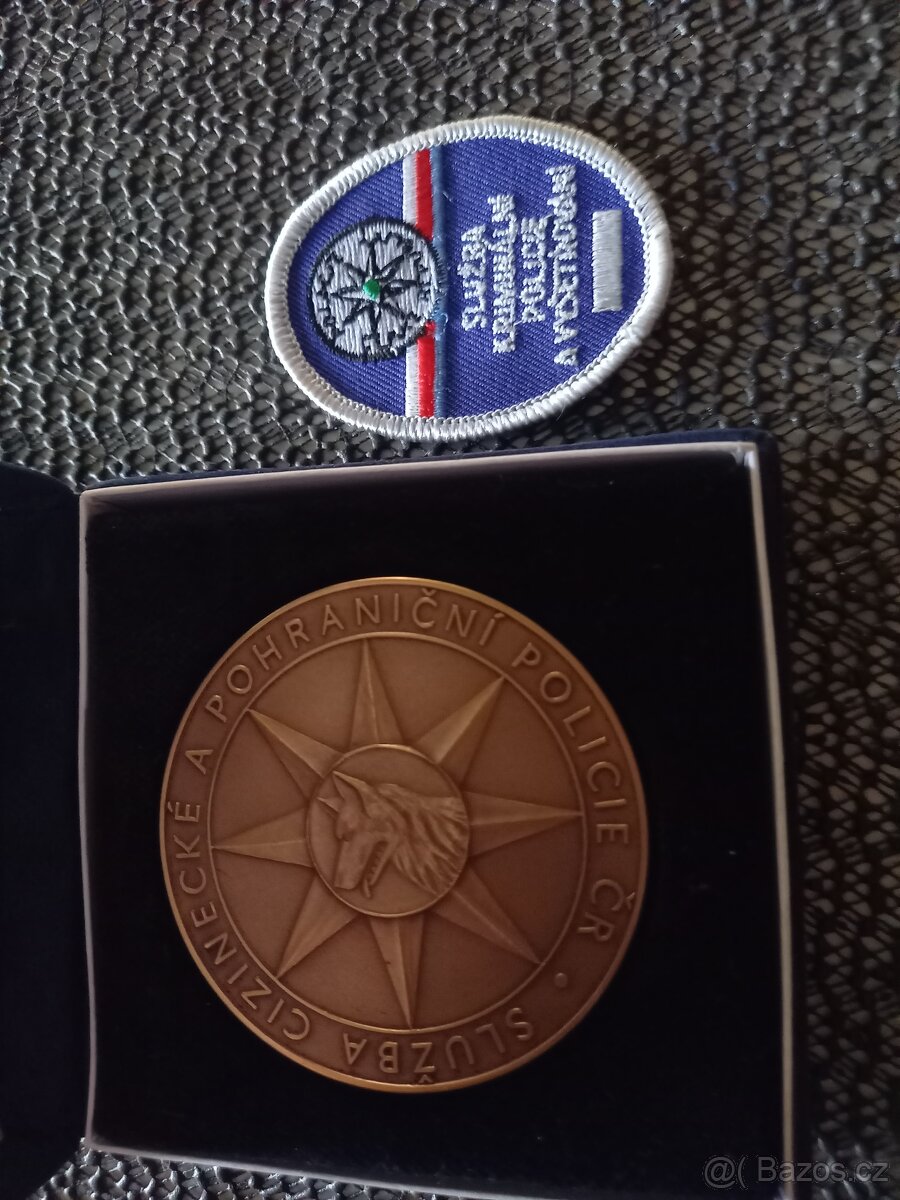 SLUŽBA
KRIMINÁLNÍ
POLICIE
A VYŠETŘOVÁNÍ
SLUŽBA CIZINECKÉ A POHRANIČNÍ POLICIE ČR •
@( Bazos.cz